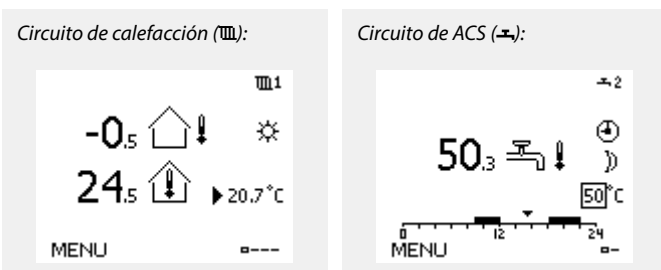 Circuito de calefacción ():
1
-0.5
24.5
20.7°C
MENU
Circuito de ACS ():
2
50.3
50°C
0 12 24
MENU